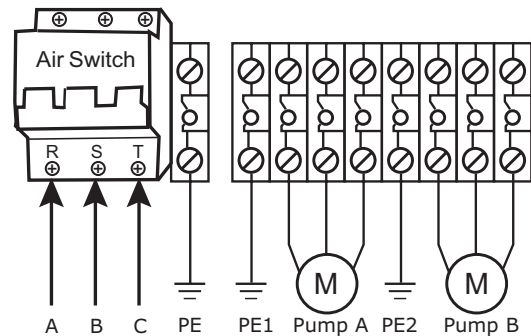 Air Switch
R S T
M M
A B C PE PE1 Pump A PE2 Pump B